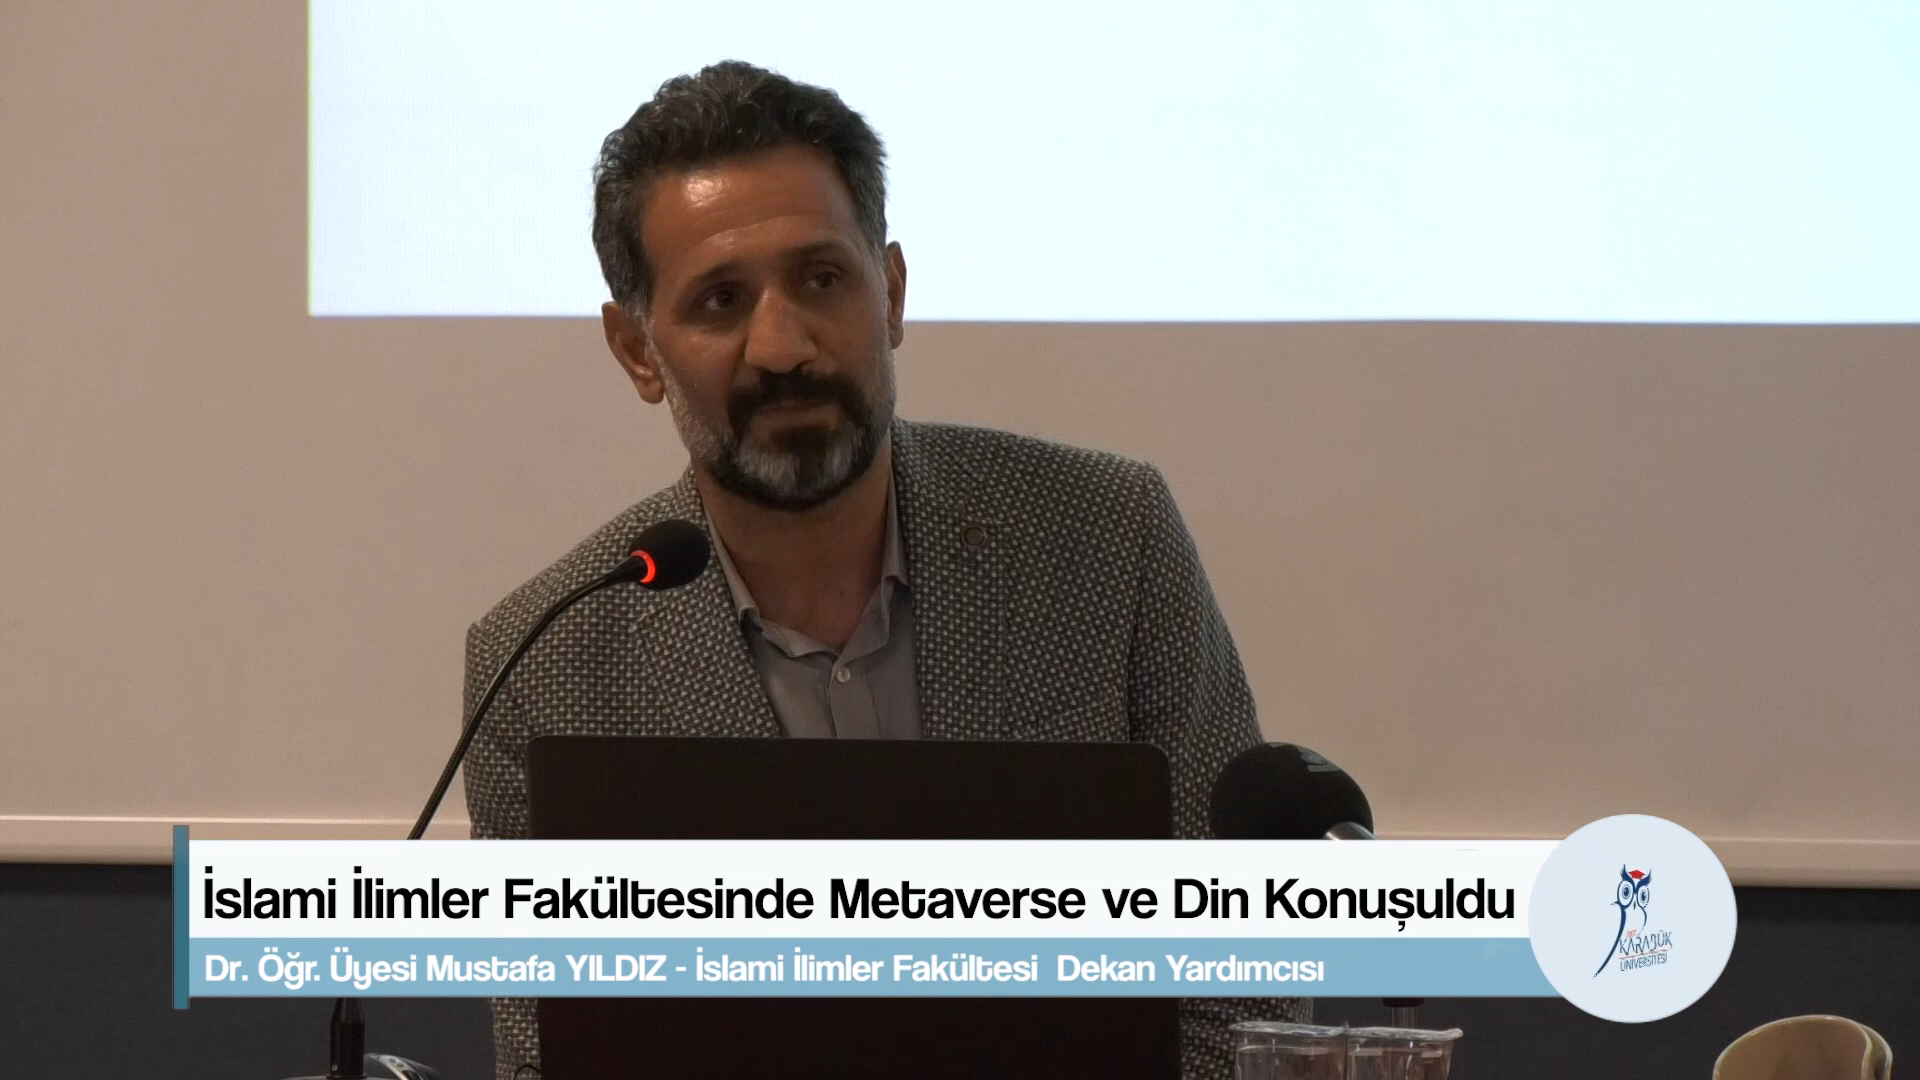 İslami İlimler Fakültesinde Metaverse ve Din Konuşuldu
Dr. Öğr. Üyesi Mustafa YILDIZ - İslami İlimler Fakültesi Dekan Yardımcısı
2007
KARABÜK
ÜNİVERSİTESİ